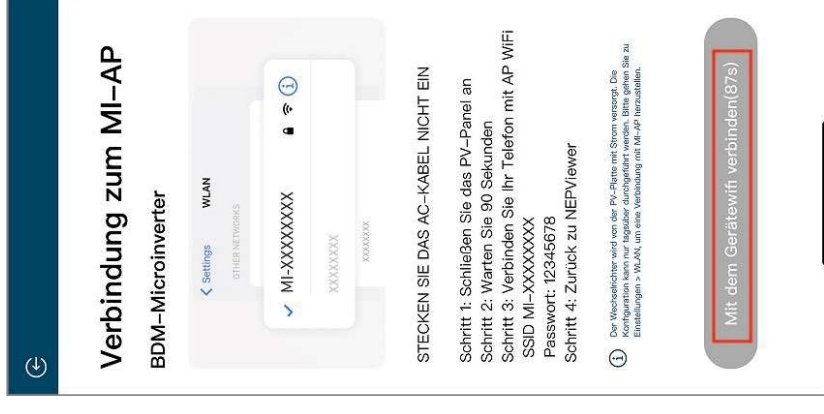 Verbindung zum MI-AP
BDM-Microinverter
Settings WLAN
OTHER NETWORKS
MI-XXXXXXXXX
XXXXXXXX
XXXXXXXX
STECKEN SIE DAS AC-KABEL NICHT EIN
Schritt 1: Schließen Sie das PV-Panel an
Schritt 2: Warten Sie 90 Sekunden
Schritt 3: Verbinden Sie Ihr Telefon mit AP WiFi
SSID MI-XXXXXXXXX
Passwort: 12345678
Schritt 4: Zurück zu NEPViewer
Der Wechselrichter wird von der PV-Platte mit Strom versorgt. Die
Konfiguration kann nur tagsüber durchgeführt werden. Bitte gehen Sie zu
Einstellungen > WLAN, um eine Verbindung mit MI-AP herzustellen.
Mit dem Gerätewifi verbinden(87s)